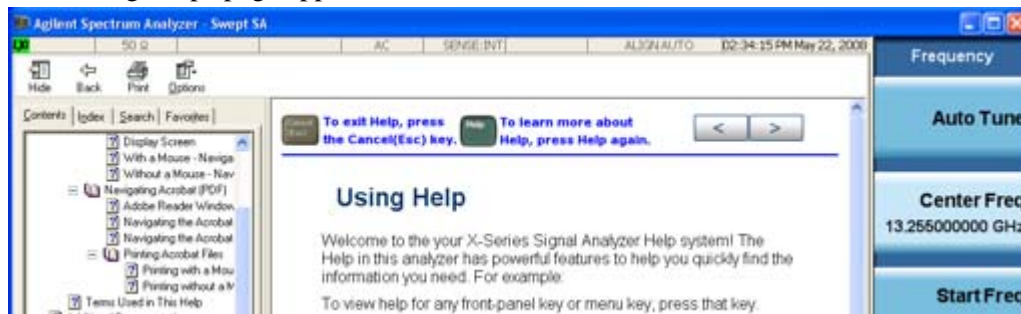 Agilent Spectrum Analyzer - Swept SA
50 Ω AC SENSE:INT ALIGN AUTO 02:34:15 PM May 22, 2008
Frequency
Hide Back Print Options
Contents Index Search Favorites
Display Screen
With a Mouse - Naviga
Without a Mouse - Nav
Navigating Acrobat (PDF)
Adobe Reader Window
Navigating the Acrobat
Navigating the Acrobat
Printing Acrobat Files
Printing with a Mou
Printing without a M
Terms Used in This Help
Cancel (Esc)
To exit Help, press
the Cancel(Esc) key.
Help
To learn more about
Help, press Help again.
< >
Using Help
Welcome to the your X-Series Signal Analyzer Help system! The
Help in this analyzer has powerful features to help you quickly find the
information you need. For example:
To view help for any front-panel key or menu key, press that key.
Auto Tune
Center Freq
13.255000000 GHz
Start Freq